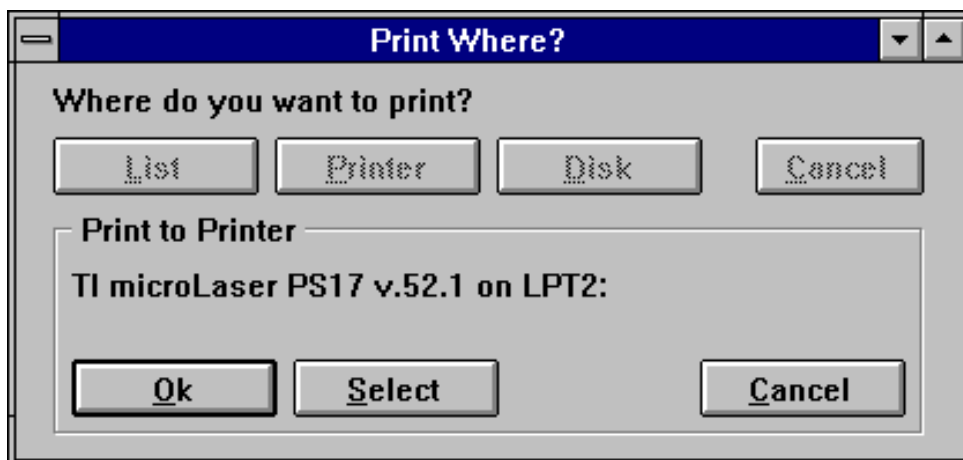 Print Where?
Where do you want to print?
List Printer Disk Cancel
Print to Printer
TI microLaser PS17 v.52.1 on LPT2:
Ok Select Cancel